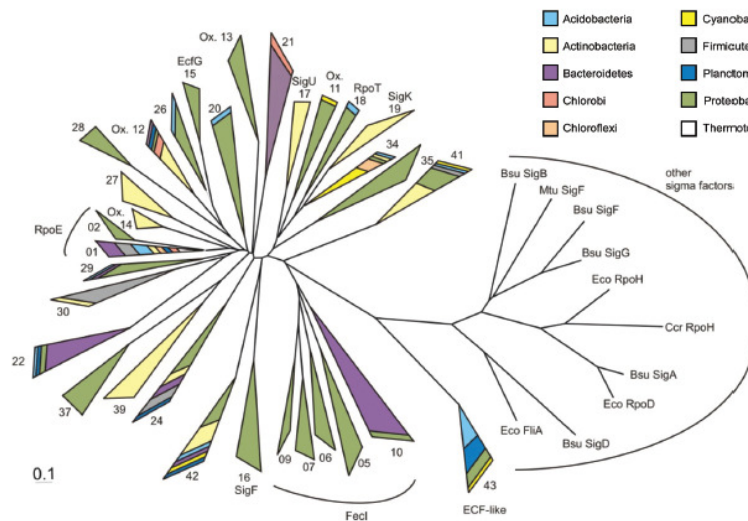 Ox. 13
21
EcfG
15
SigU
17
Ox.
11
RpoT
18
SigK
19
26
Ox. 12
20
28
34
35
41
27
Ox.
14
RpoE
02
01
29
30
22
37
39
24
42
16
SigF
09
07
06
05
10
FecI
43
ECF-like
0.1
Acidobacteria
Actinobacteria
Bacteroidetes
Chlorobi
Chloroflexi
Cyanoba
Firmicute
Plancton
Proteoba
Thermoto
other
sigma factors
Bsu SigB
Mtu SigF
Bsu SigF
Bsu SigG
Eco RpoH
Ccr RpoH
Bsu SigA
Eco RpoD
Eco FliA
Bsu SigD